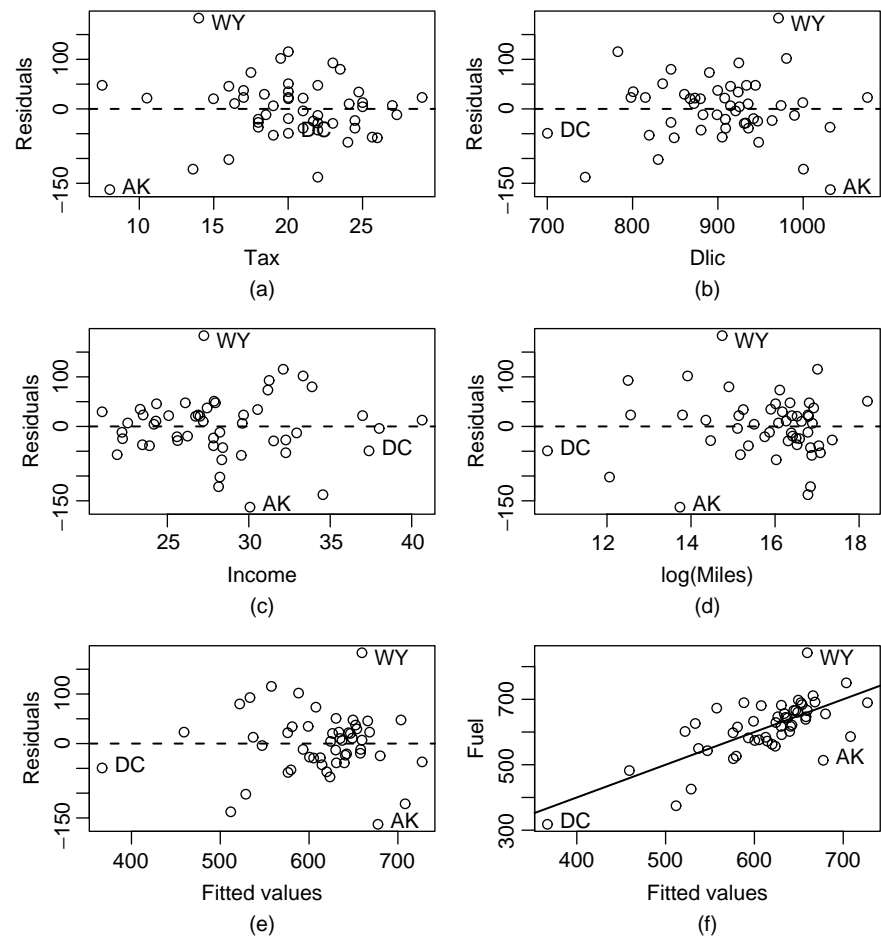 Residuals
−150 0 100
WY
DC
AK
10 15 20 25
Tax
(a)
Residuals
−150 0 100
WY
DC
AK
700 800 900 1000
Dlic
(b)
Residuals
−150 0 100
WY
DC
AK
25 30 35 40
Income
(c)
Residuals
−150 0 100
WY
DC
AK
12 14 16 18
log(Miles)
(d)
Residuals
−150 0 100
WY
DC
AK
400 500 600 700
Fitted values
(e)
Fuel
300 500 700
WY
AK
DC
400 500 600 700
Fitted values
(f)